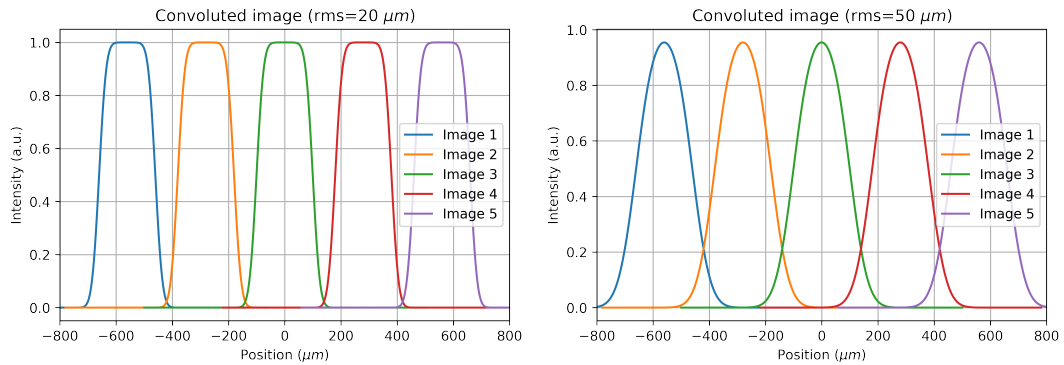 Convoluted image (rms=20 μm)
Intensity (a.u.)
1.0
0.8
0.6
0.4
0.2
0.0
Image 1
Image 2
Image 3
Image 4
Image 5
−800 −600 −400 −200 0 200 400 600 800
Position (μm)
Convoluted image (rms=50 μm)
Intensity (a.u.)
1.0
0.8
0.6
0.4
0.2
0.0
Image 1
Image 2
Image 3
Image 4
Image 5
−800 −600 −400 −200 0 200 400 600 800
Position (μm)